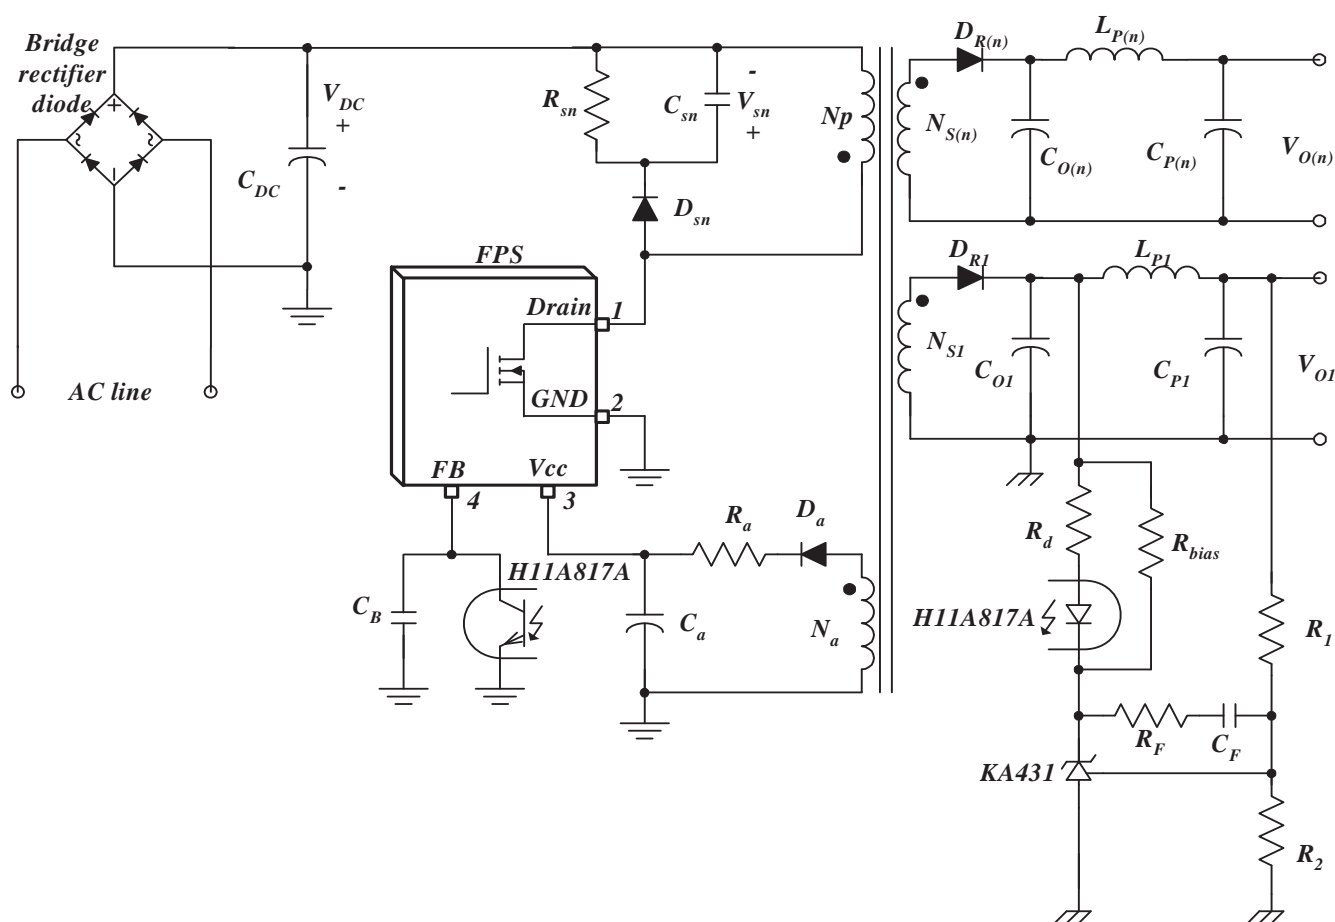 Bridge
rectifier
diode
+
~
~
-
V_DC
+
C_DC
-
R_sn
C_sn
-
V_sn
+
Np
D_sn
D_R(n)
L_P(n)
N_S(n)
C_O(n)
C_P(n)
V_O(n)
D_R1
L_P1
N_S1
C_O1
C_P1
V_O1
AC line
FPS
Drain
1
GND
2
FB
Vcc
4
3
H11A817A
C_B
R_a
D_a
C_a
N_a
R_d
R_bias
H11A817A
R_1
R_F
C_F
KA431
R_2